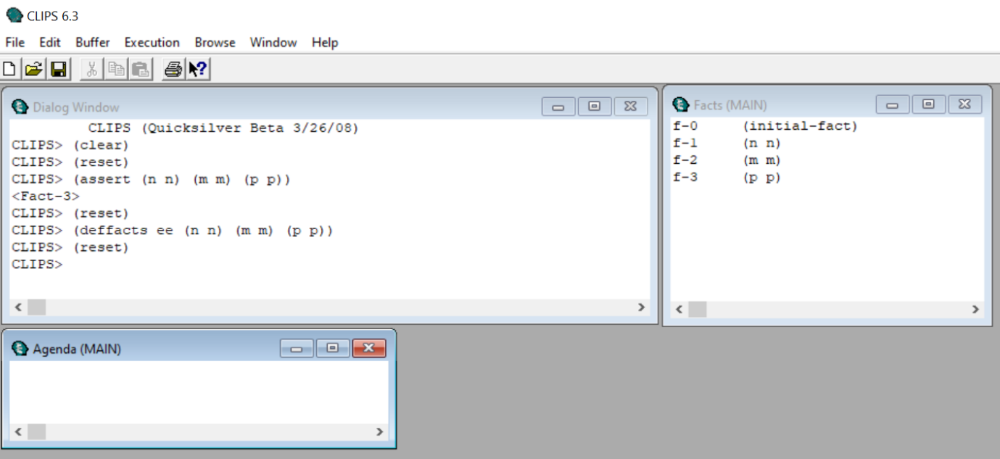 CLIPS 6.3
File Edit Buffer Execution Browse Window Help
Dialog Window
CLIPS (Quicksilver Beta 3/26/08)
CLIPS> (clear)
CLIPS> (reset)
CLIPS> (assert (n n) (m m) (p p))
<Fact-3>
CLIPS> (reset)
CLIPS> (deffacts ee (n n) (m m) (p p))
CLIPS> (reset)
CLIPS>
Facts (MAIN)
f-0 (initial-fact)
f-1 (n n)
f-2 (m m)
f-3 (p p)
Agenda (MAIN)